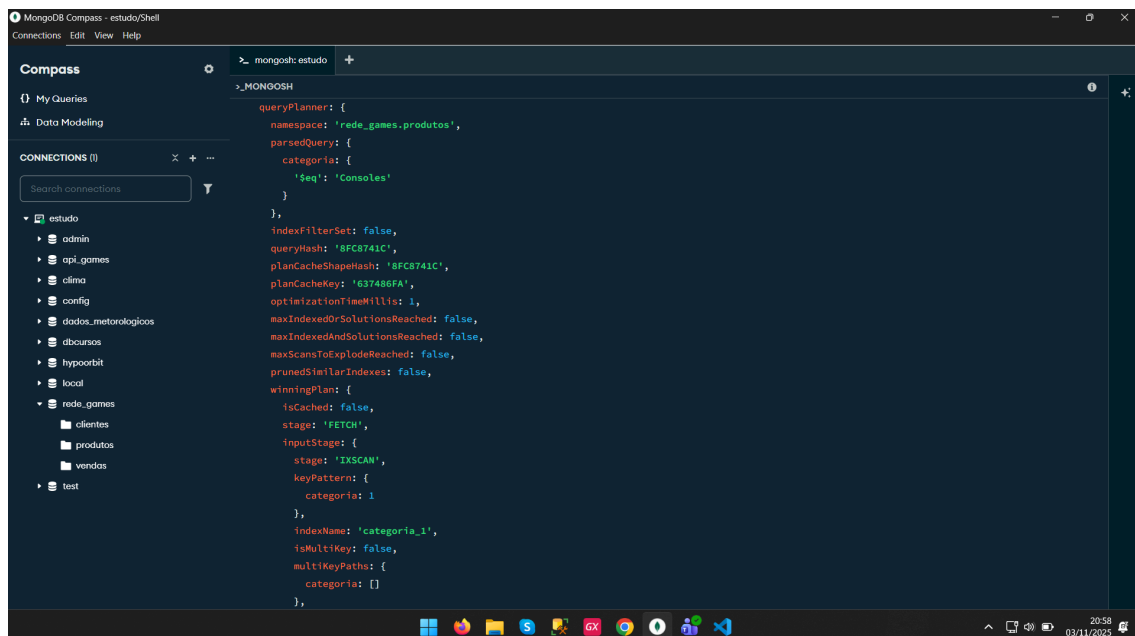 MongoDB Compass - estudo/Shell
Connections Edit View Help
Compass
{} My Queries
Data Modeling
CONNECTIONS (1)
Search connections
estudo
admin
api_games
clima
config
dados_metorologicos
dbcursos
hypoorbit
local
rede_games
clientes
produtos
vendas
test
>_ mongosh: estudo +
>_MONGOSH
queryPlanner: {
namespace: 'rede_games.produtos',
parsedQuery: {
categoria: {
'$eq': 'Consoles'
}
},
indexFilterSet: false,
queryHash: '8FC8741C',
planCacheShapeHash: '8FC8741C',
planCacheKey: '637486FA',
optimizationTimeMillis: 1,
maxIndexedOrSolutionsReached: false,
maxIndexedAndSolutionsReached: false,
maxScansToExplodeReached: false,
prunedSimilarIndexes: false,
winningPlan: {
isCached: false,
stage: 'FETCH',
inputStage: {
stage: 'IXSCAN',
keyPattern: {
categoria: 1
},
indexName: 'categoria_1',
isMultiKey: false,
multiKeyPaths: {
categoria: []
},
GX
20:58
03/11/2025